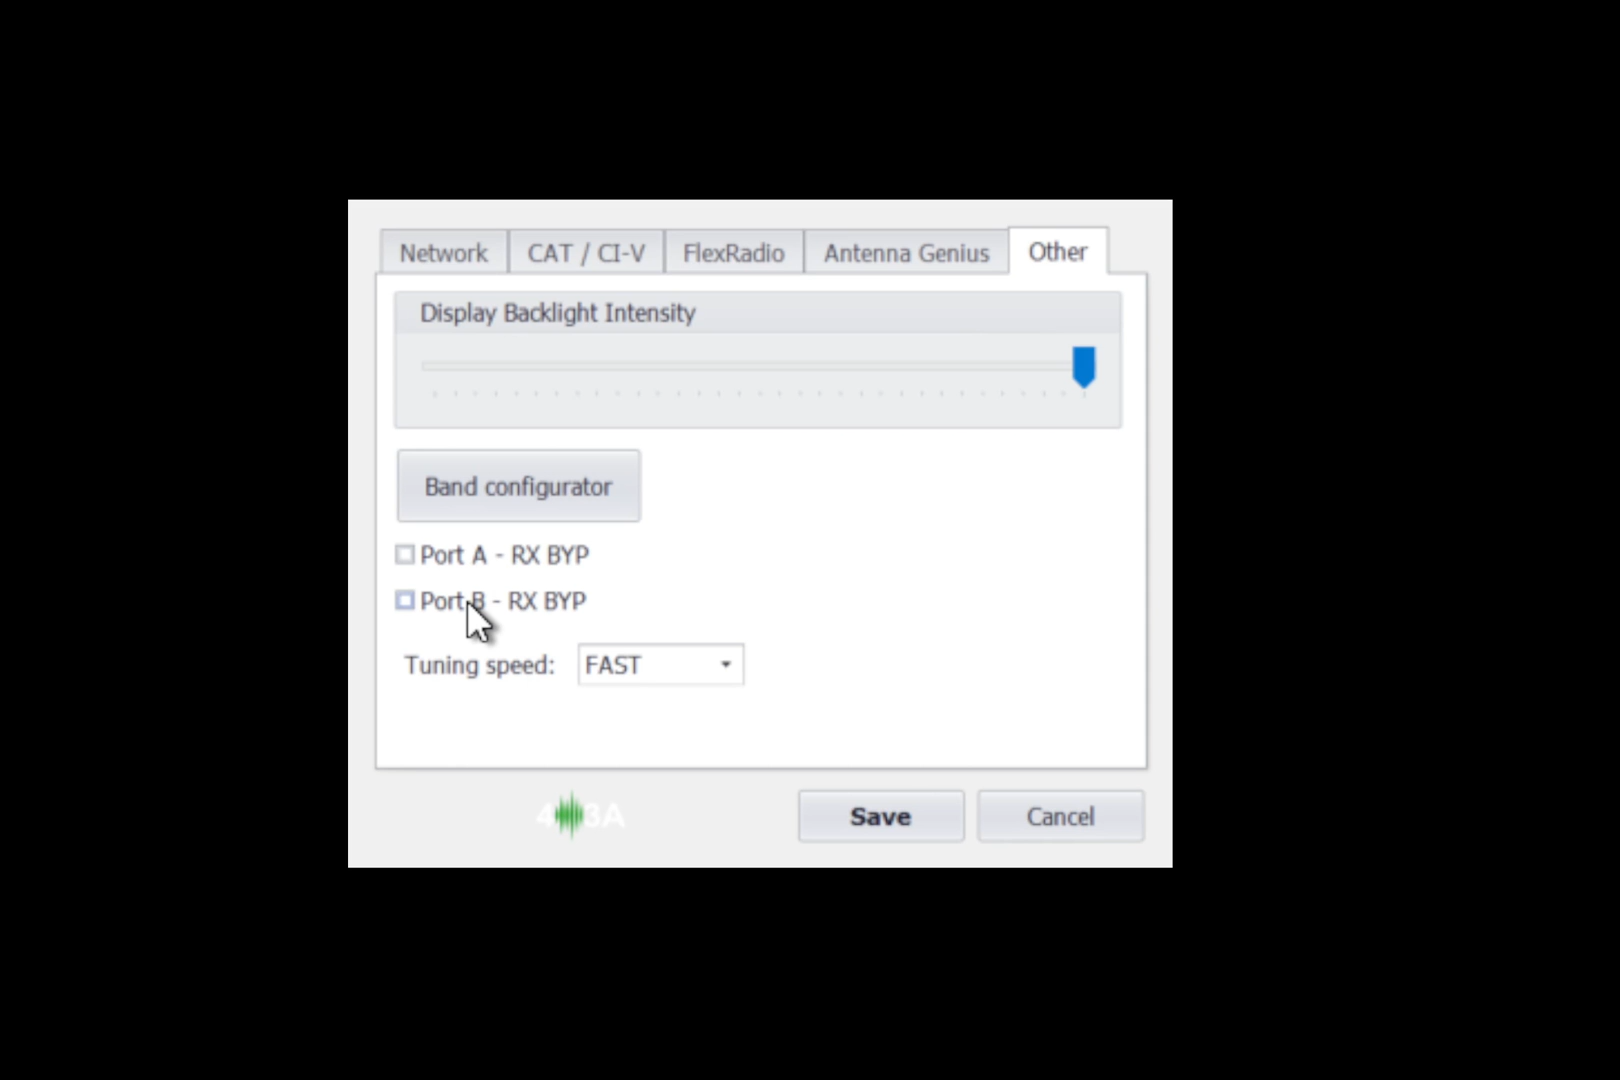 Network
CAT / CI-V
FlexRadio
Antenna Genius
Other
Display Backlight Intensity
Band configurator
Port A - RX BYP
Port B - RX BYP
Tuning speed: FAST
Save
Cancel